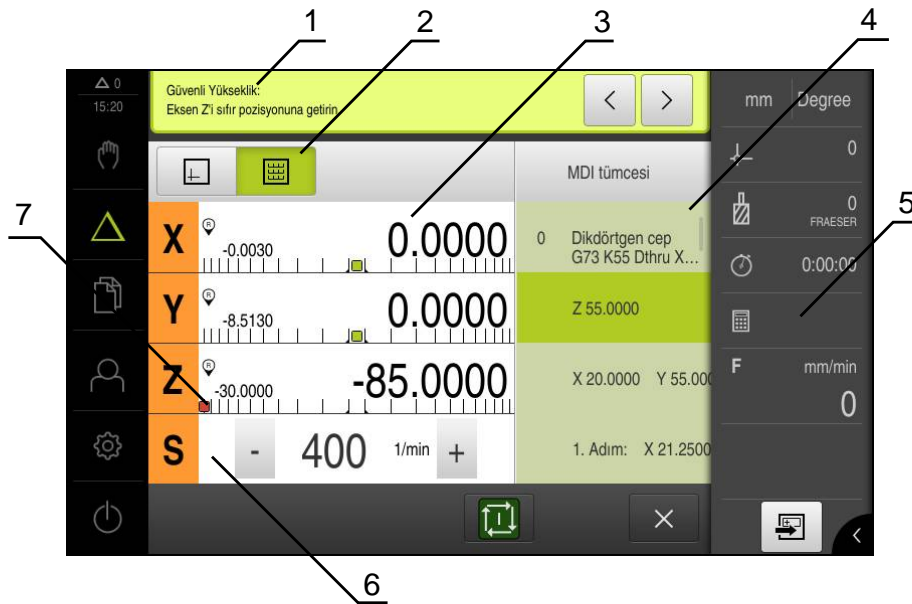 1
2
3
4
0
15:20
Güvenli Yükseklik:
Eksen Z'i sıfır pozisyonuna getirin
mm
Degree
0
MDI tümcesi
0
FRAESER
5
7
X
R
-0.0030
0.0000
0
Dikdörtgen cep
G73 K55 Dthru X…
0:00:00
Y
R
-8.5130
0.0000
Z 55.0000
Z
R
-30.0000
-85.0000
X 20.0000 Y 55.000
F
mm/min
0
S
-
400
1/min
+
1. Adım: X 21.2500
6